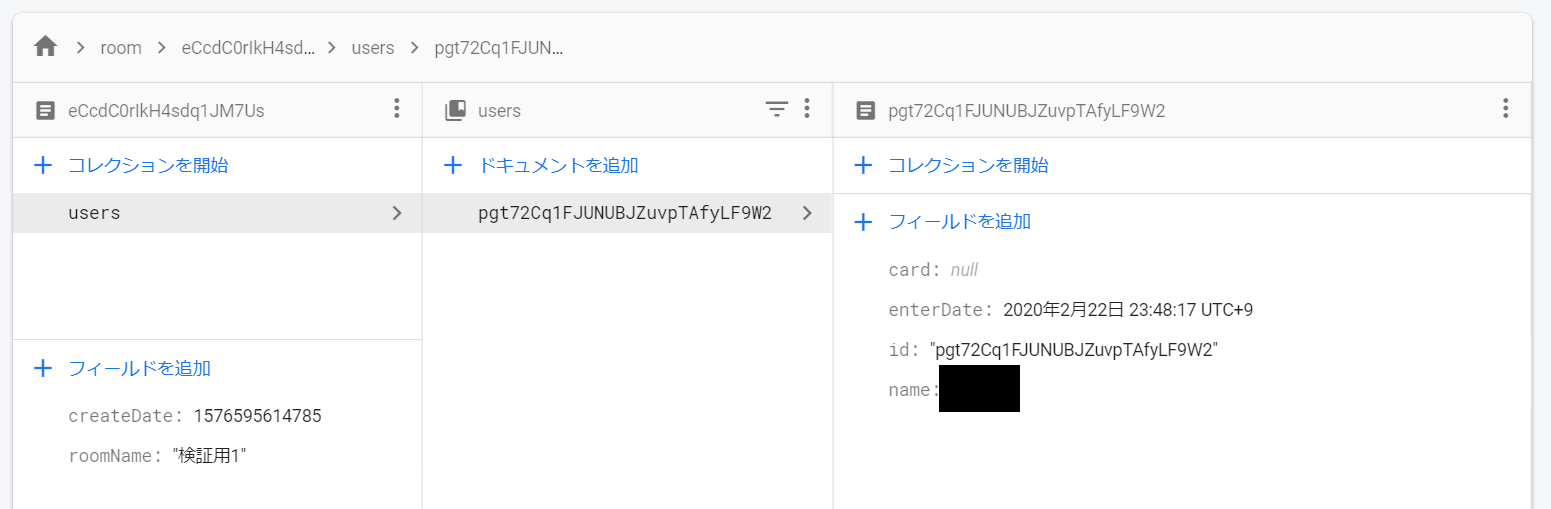 room > eCcdC0rIkH4sd... > users > pgt72Cq1FJUN...
eCcdC0rIkH4sdq1JM7Us
コレクションを開始
users
フィールドを追加
createDate: 1576595614785
roomName: "検証用1"
users
ドキュメントを追加
pgt72Cq1FJUNUBJZuvpTAfyLF9W2
pgt72Cq1FJUNUBJZuvpTAfyLF9W2
コレクションを開始
フィールドを追加
card: null
enterDate: 2020年2月22日 23:48:17 UTC+9
id: "pgt72Cq1FJUNUBJZuvpTAfyLF9W2"
name: